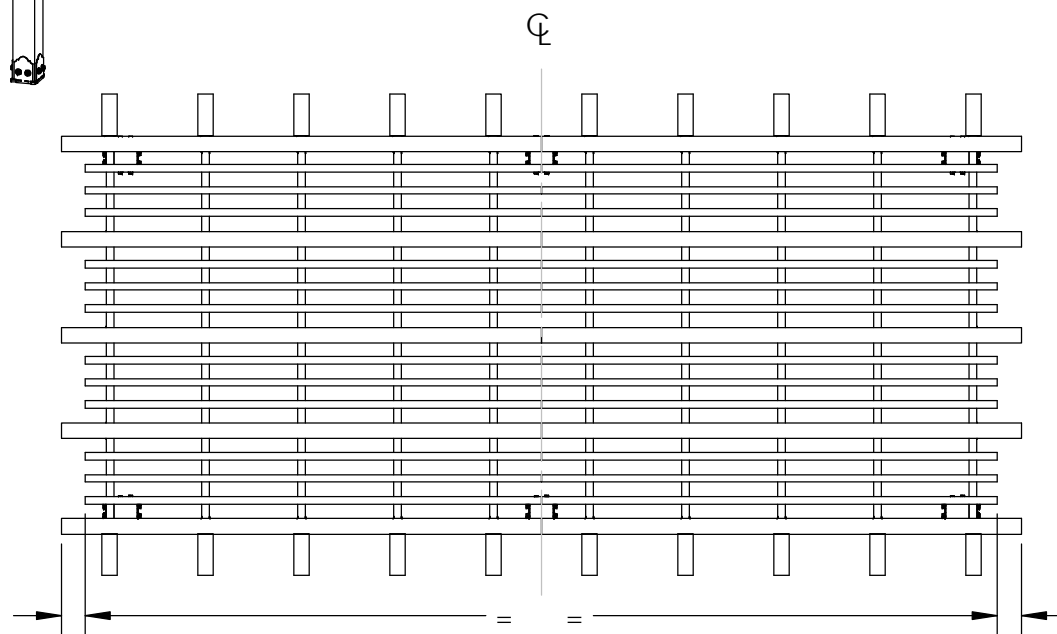 ℄
= =